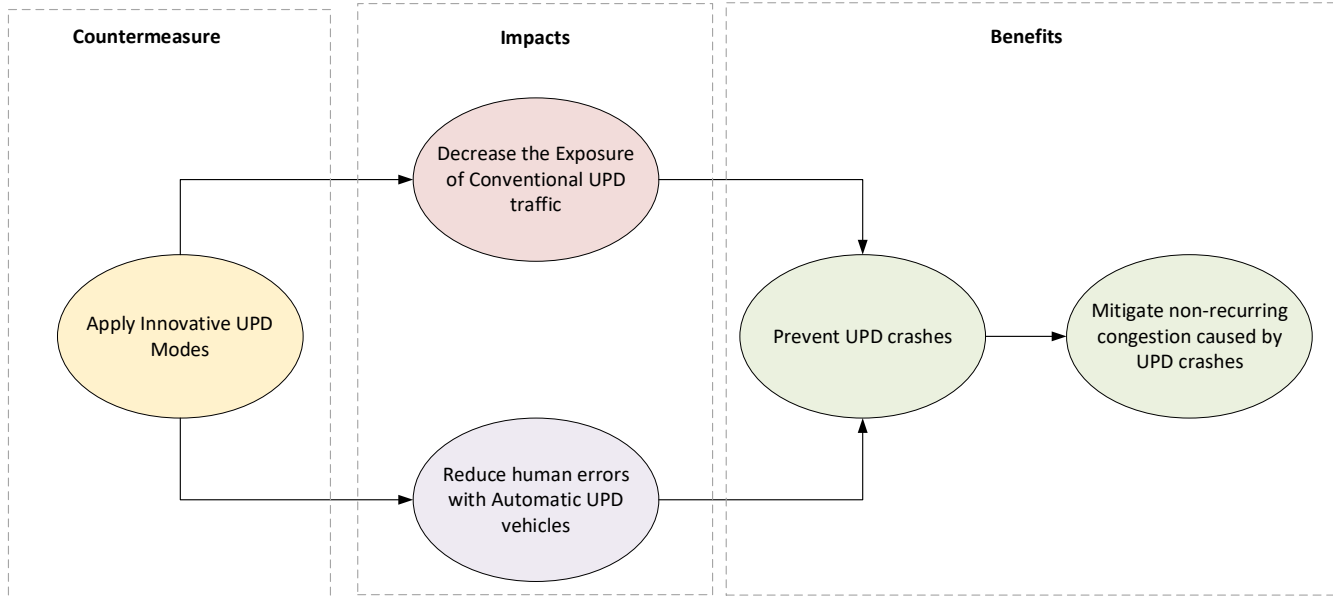 Countermeasure
Impacts
Benefits
Decrease the Exposure
of Conventional UPD
traffic
Apply Innovative UPD
Modes
Reduce human errors
with Automatic UPD
vehicles
Prevent UPD crashes
Mitigate non-recurring
congestion caused by
UPD crashes